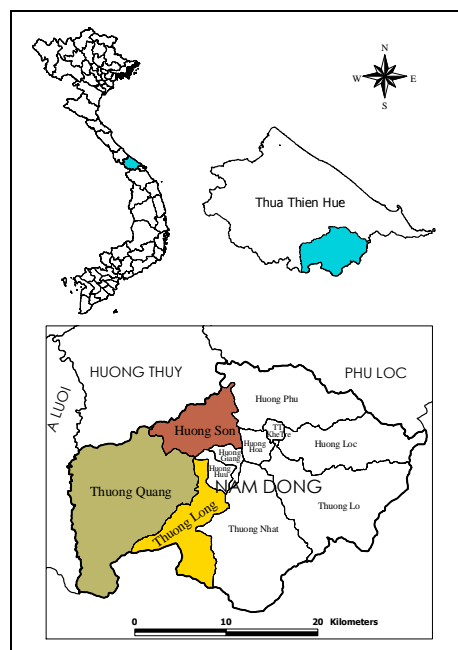 N
W E
S
Thua Thien Hue
HUONG THUY
PHU LOC
A LUOI
Huong Phu
TT
KheTre
Huong Son
Huong
Hoa
Huong Loc
Huong
Giang
Huong
Huu
Thuong Quang
NAM DONG
Thuong Long
Thuong Lo
Thuong Nhat
0 10 20 Kilometers